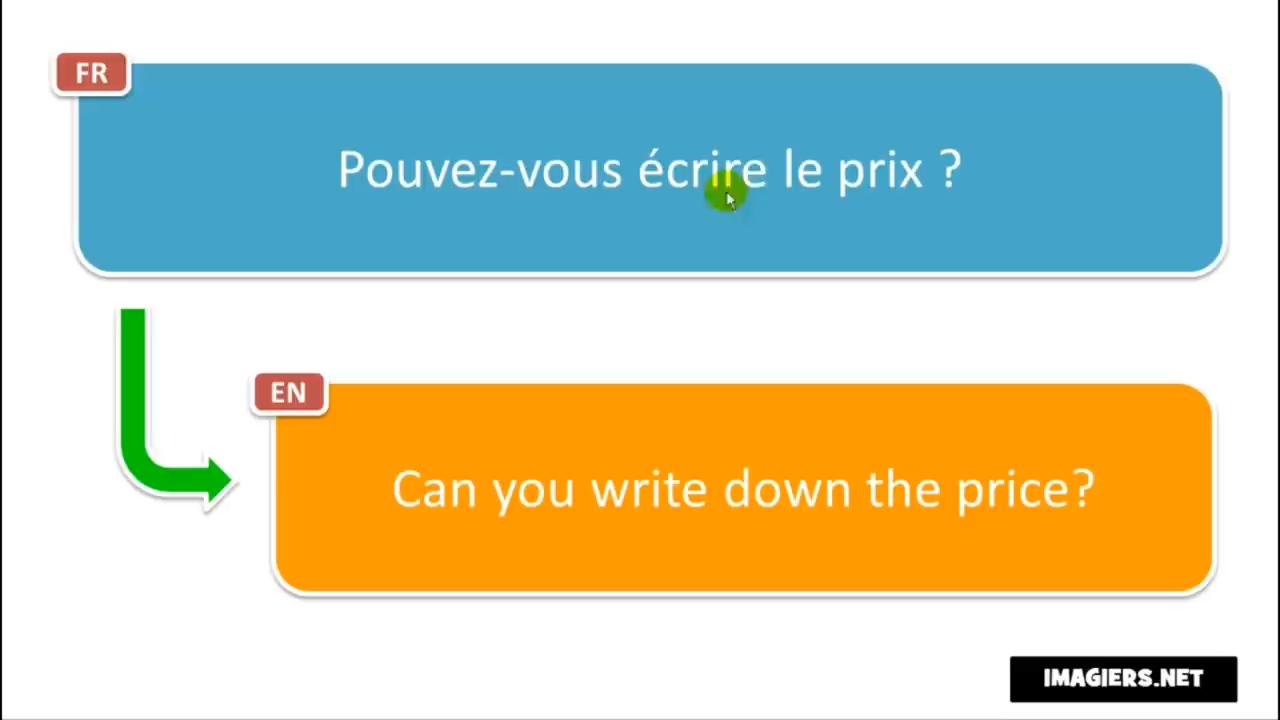 FR
Pouvez-vous écrire le prix ?
EN
Can you write down the price?
IMAGIERS.NET